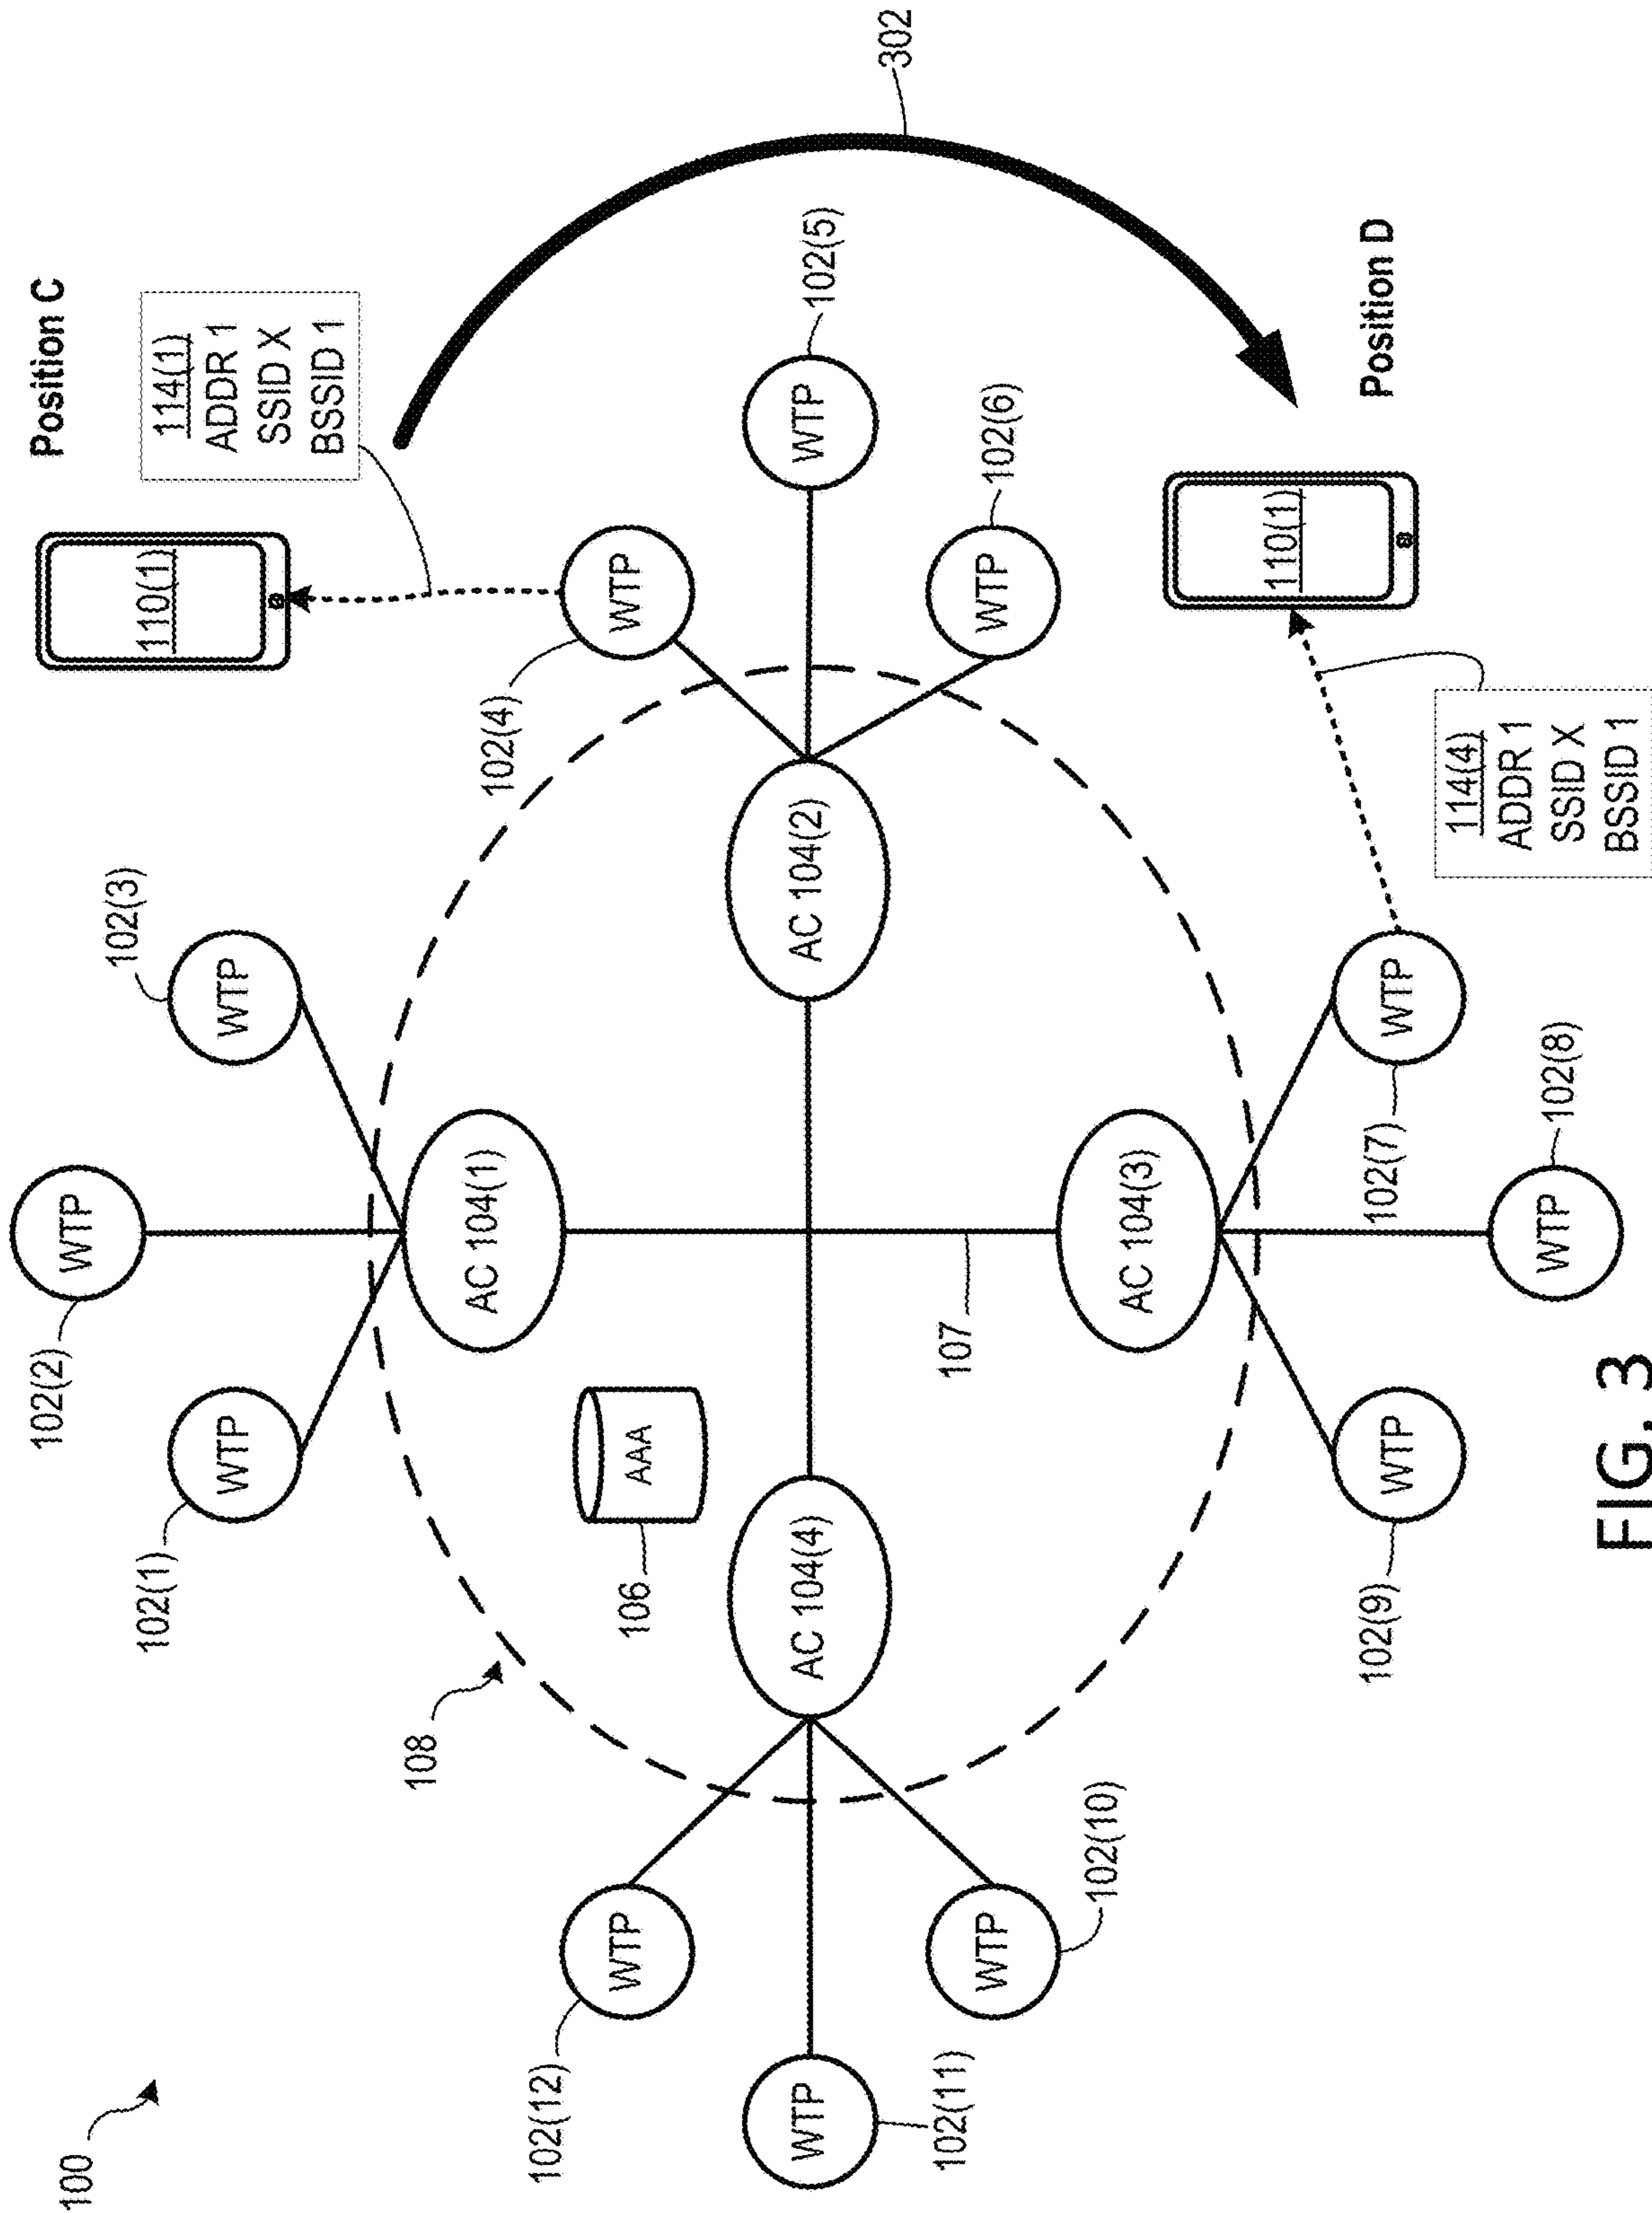 100
102(2)
WTP
102(3)
102(1)
WTP
WTP
Position C
110(1)
114(1)
ADDR 1
SSID X
BSSID 1
108
AC 104(1)
102(4)
WTP
106
AAA
102(12)
WTP
102(11)
WTP
AC 104(4)
AC 104(2)
WTP
102(5)
302
107
WTP
102(10)
WTP
102(6)
AC 104(3)
110(1)
Position D
102(9)
WTP
102(7)
WTP
114(4)
ADDR 1
SSID X
BSSID 1
WTP
102(8)
FIG. 3